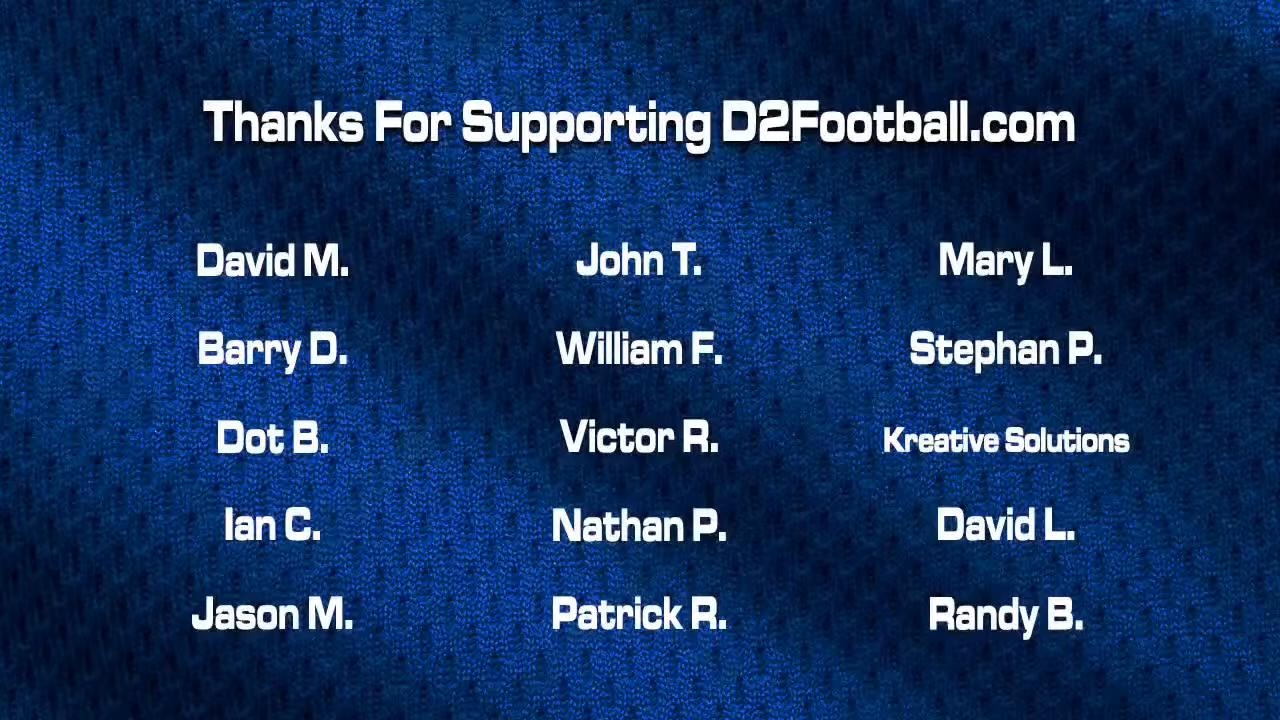 Thanks For Supporting D2Football.com
David M. John T. Mary L.
Barry D. William F. Stephan P.
Dot B. Victor R. Kreative Solutions
Ian C. Nathan P. David L.
Jason M. Patrick R. Randy B.